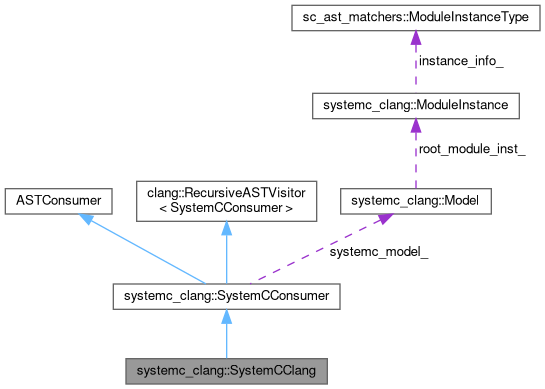 sc_ast_matchers::ModuleInstanceType
instance_info_
systemc_clang::ModuleInstance
root_module_inst_
ASTConsumer
clang::RecursiveASTVisitor
< SystemCConsumer >
systemc_clang::Model
systemc_model_
systemc_clang::SystemCConsumer
systemc_clang::SystemCClang